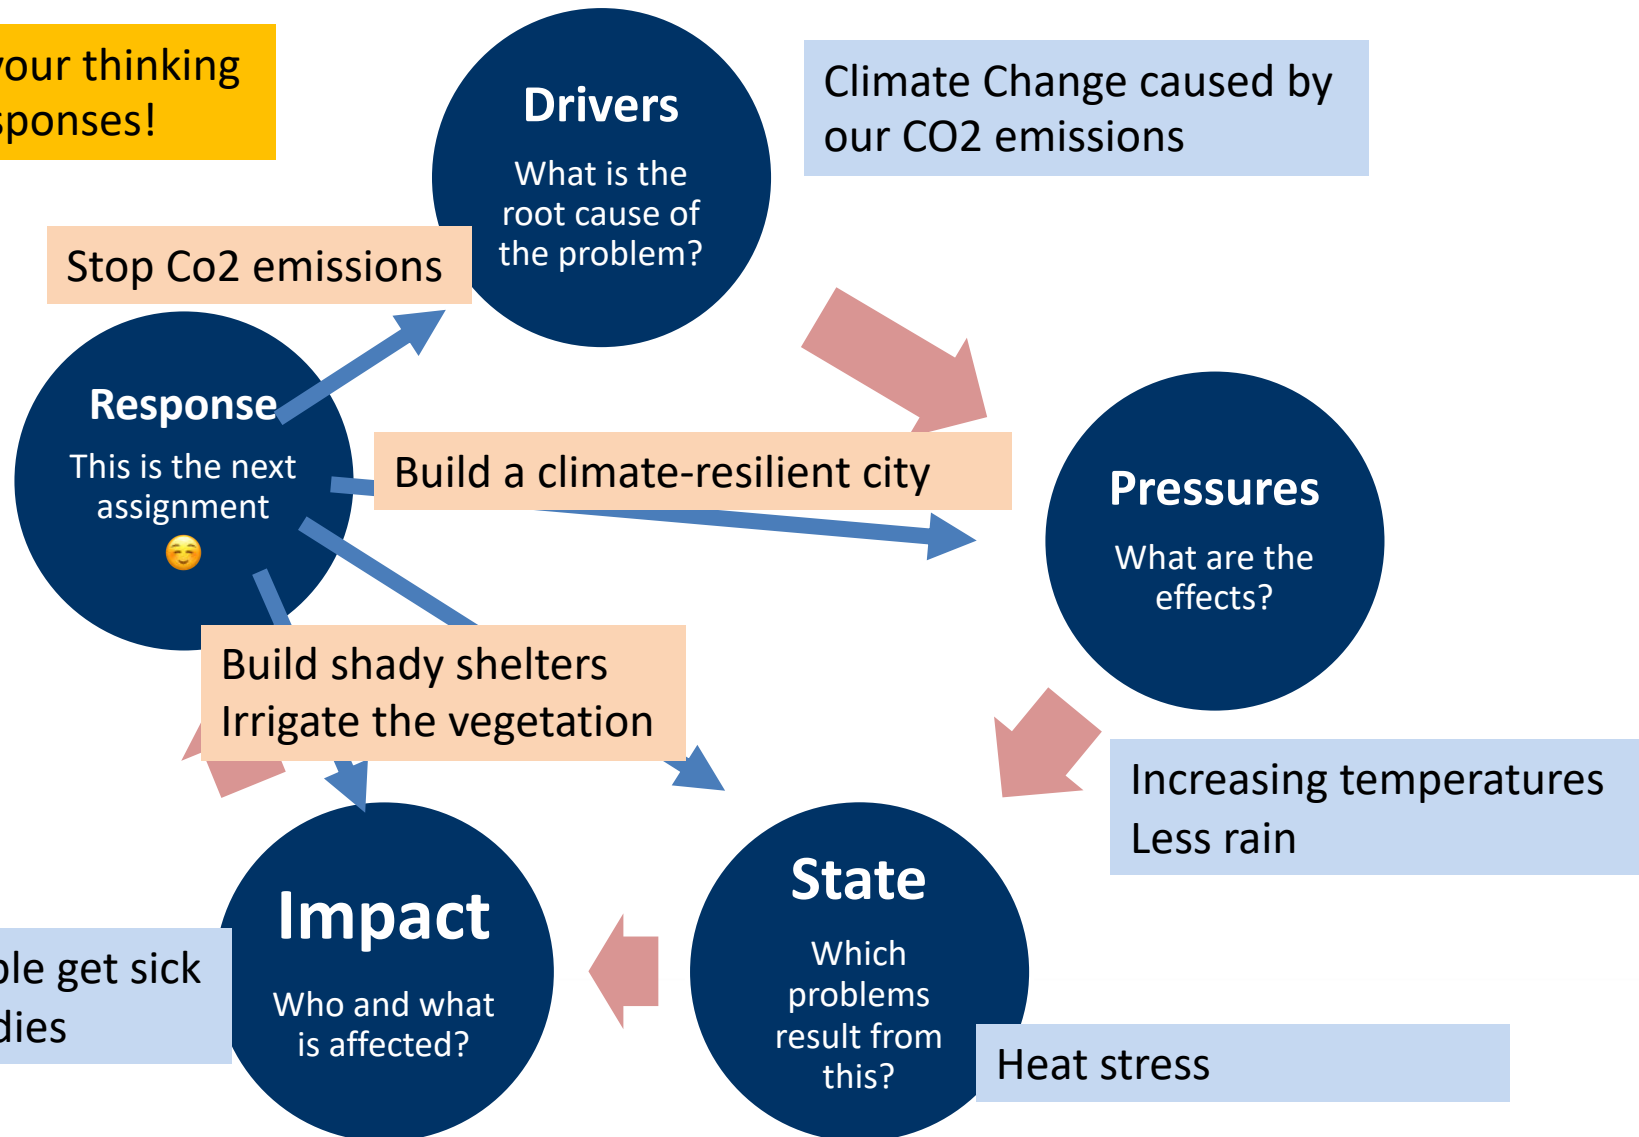 your thinking
sponses!
Drivers
What is the
root cause of
the problem?
Climate Change caused by
our CO2 emissions
Stop Co2 emissions
Response
This is the next
assignment
☺️
Build a climate-resilient city
Pressures
What are the
effects?
Build shady shelters
Irrigate the vegetation
Increasing temperatures
Less rain
Impact
Who and what
is affected?
State
Which
problems
result from
this?
ple get sick
dies
Heat stress